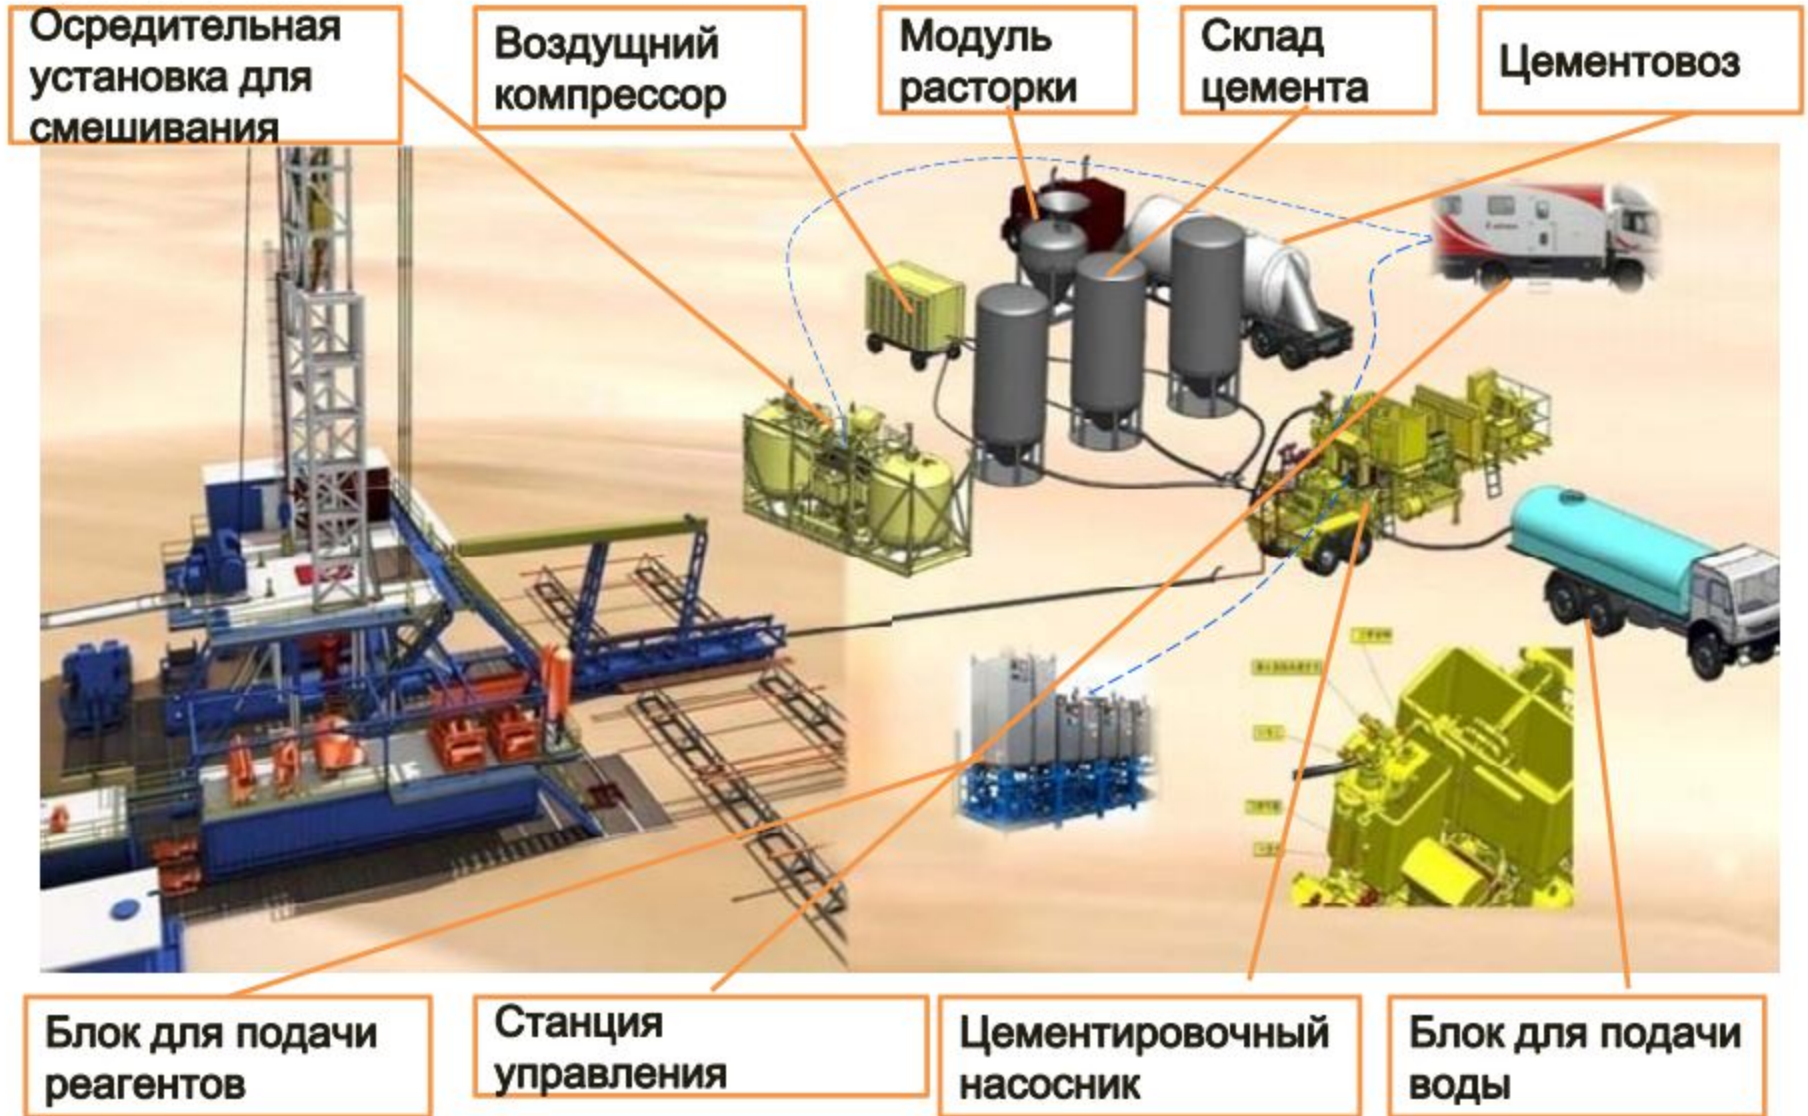 Осредительная
установка для
смешивания
Воздущний
компрессор
Модуль
расторки
Склад
цемента
Цементовоз
Блок для подачи
реагентов
Станция
управления
Цементировочный
насосник
Блок для подачи
воды